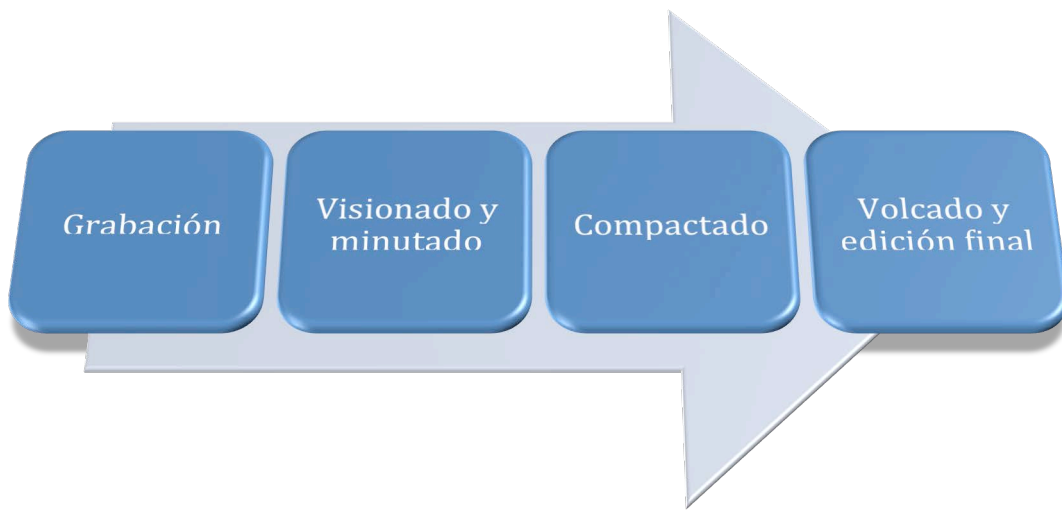 Grabación
Visionado y
minutado
Compactado
Volcado y
edición final